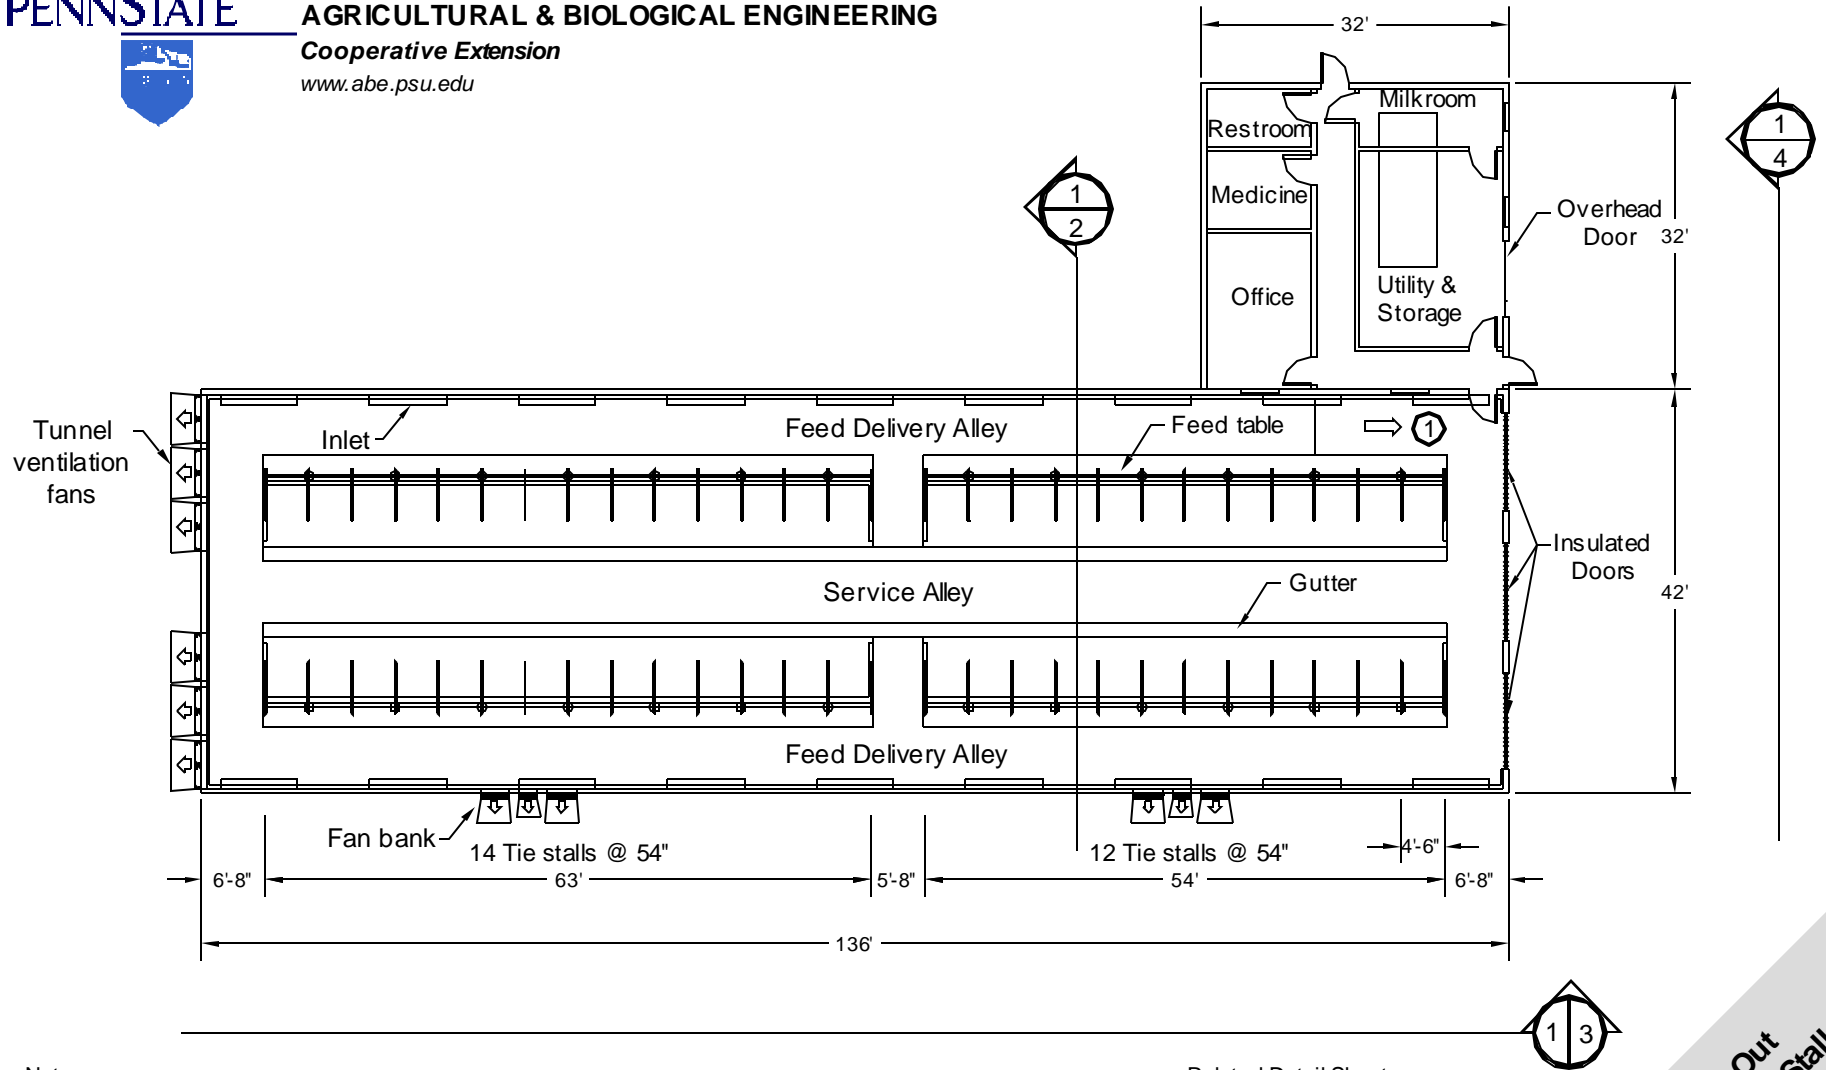 PENNSTATE
AGRICULTURAL & BIOLOGICAL ENGINEERING
Cooperative Extension
www.abe.psu.edu
32'
Milkroom
Restroom
1
4
Medicine
1
2
Overhead
Door
32'
Office
Utility &
Storage
Tunnel
ventilation
fans
Inlet
Feed Delivery Alley
Feed table
1
Insulated
Doors
Service Alley
Gutter
42'
Feed Delivery Alley
Fan bank
14 Tie stalls @ 54"
12 Tie stalls @ 54"
4'-6"
6'-8"
63'
5'-8"
54'
6'-8"
136'
1
3
Out
Stall